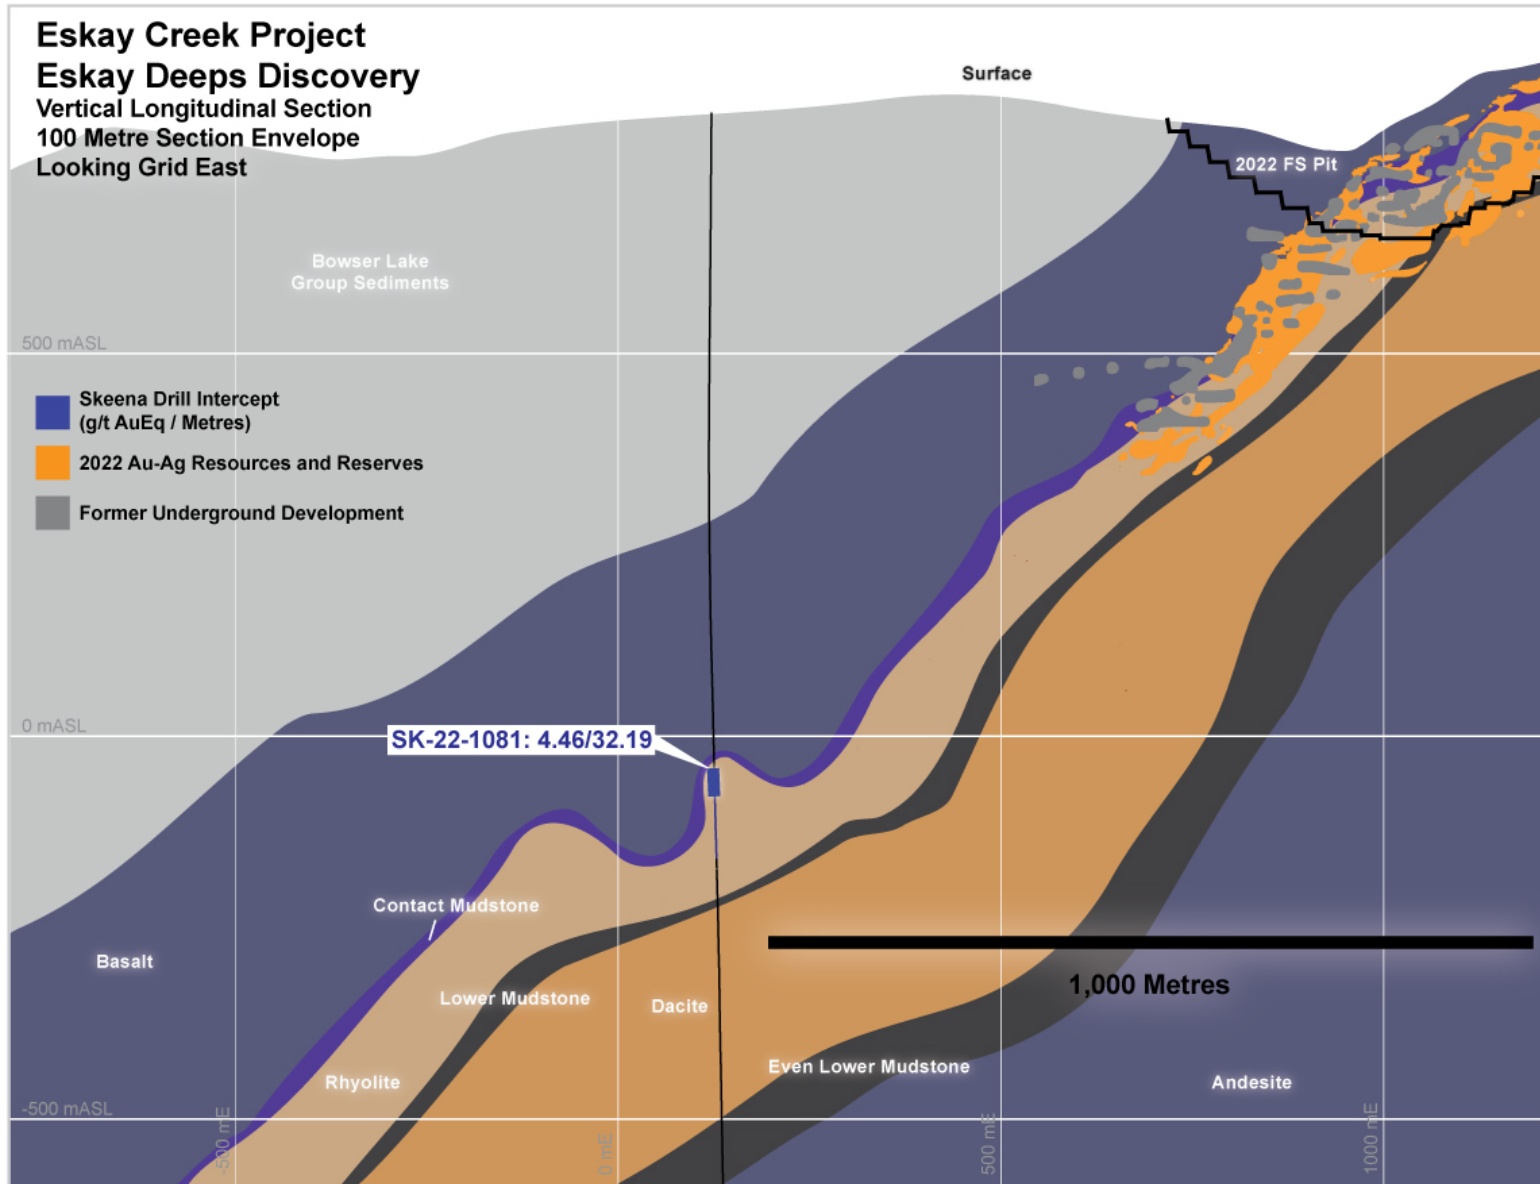 Eskay Creek Project
Eskay Deeps Discovery
Vertical Longitudinal Section
100 Metre Section Envelope
Looking Grid East
Surface
2022 FS Pit
Bowser Lake
Group Sediments
500 mASL
Skeena Drill Intercept
(g/t AuEq / Metres)
2022 Au-Ag Resources and Reserves
Former Underground Development
0 mASL
SK-22-1081: 4.46/32.19
Contact Mudstone
Basalt
Lower Mudstone
Dacite
1,000 Metres
Even Lower Mudstone
Rhyolite
Andesite
-500 mASL
-500 mE
0 mE
500 mE
1000 mE